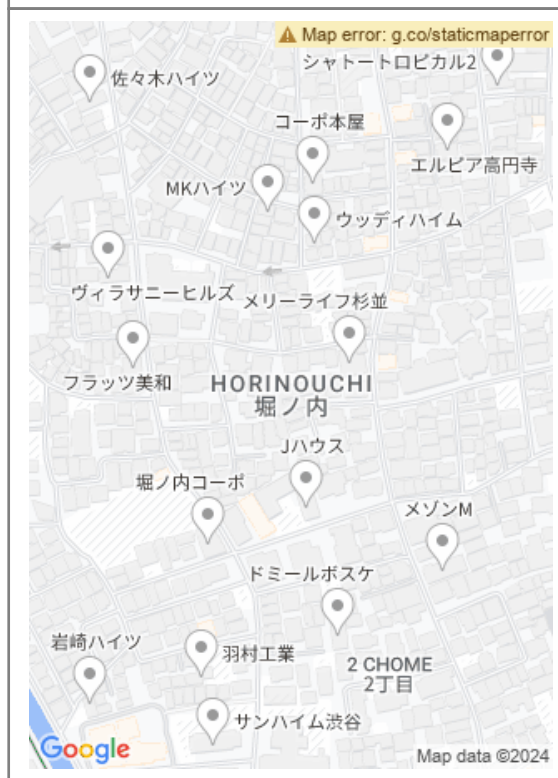 Map error: g.co/staticmaperror
シャトートロピカル2
佐々木ハイツ
コーポ本屋
エルピア高円寺
MKハイツ
ウッディハイム
ヴィラサニーヒルズ
メリーライフ杉並
フラッツ美和
HORINOUCHI
堀ノ内
Jハウス
堀ノ内コーポ
メゾンM
ドミールボスケ
岩崎ハイツ
羽村工業
2 CHOME
2丁目
サンハイム渋谷
Google
Map data ©2024